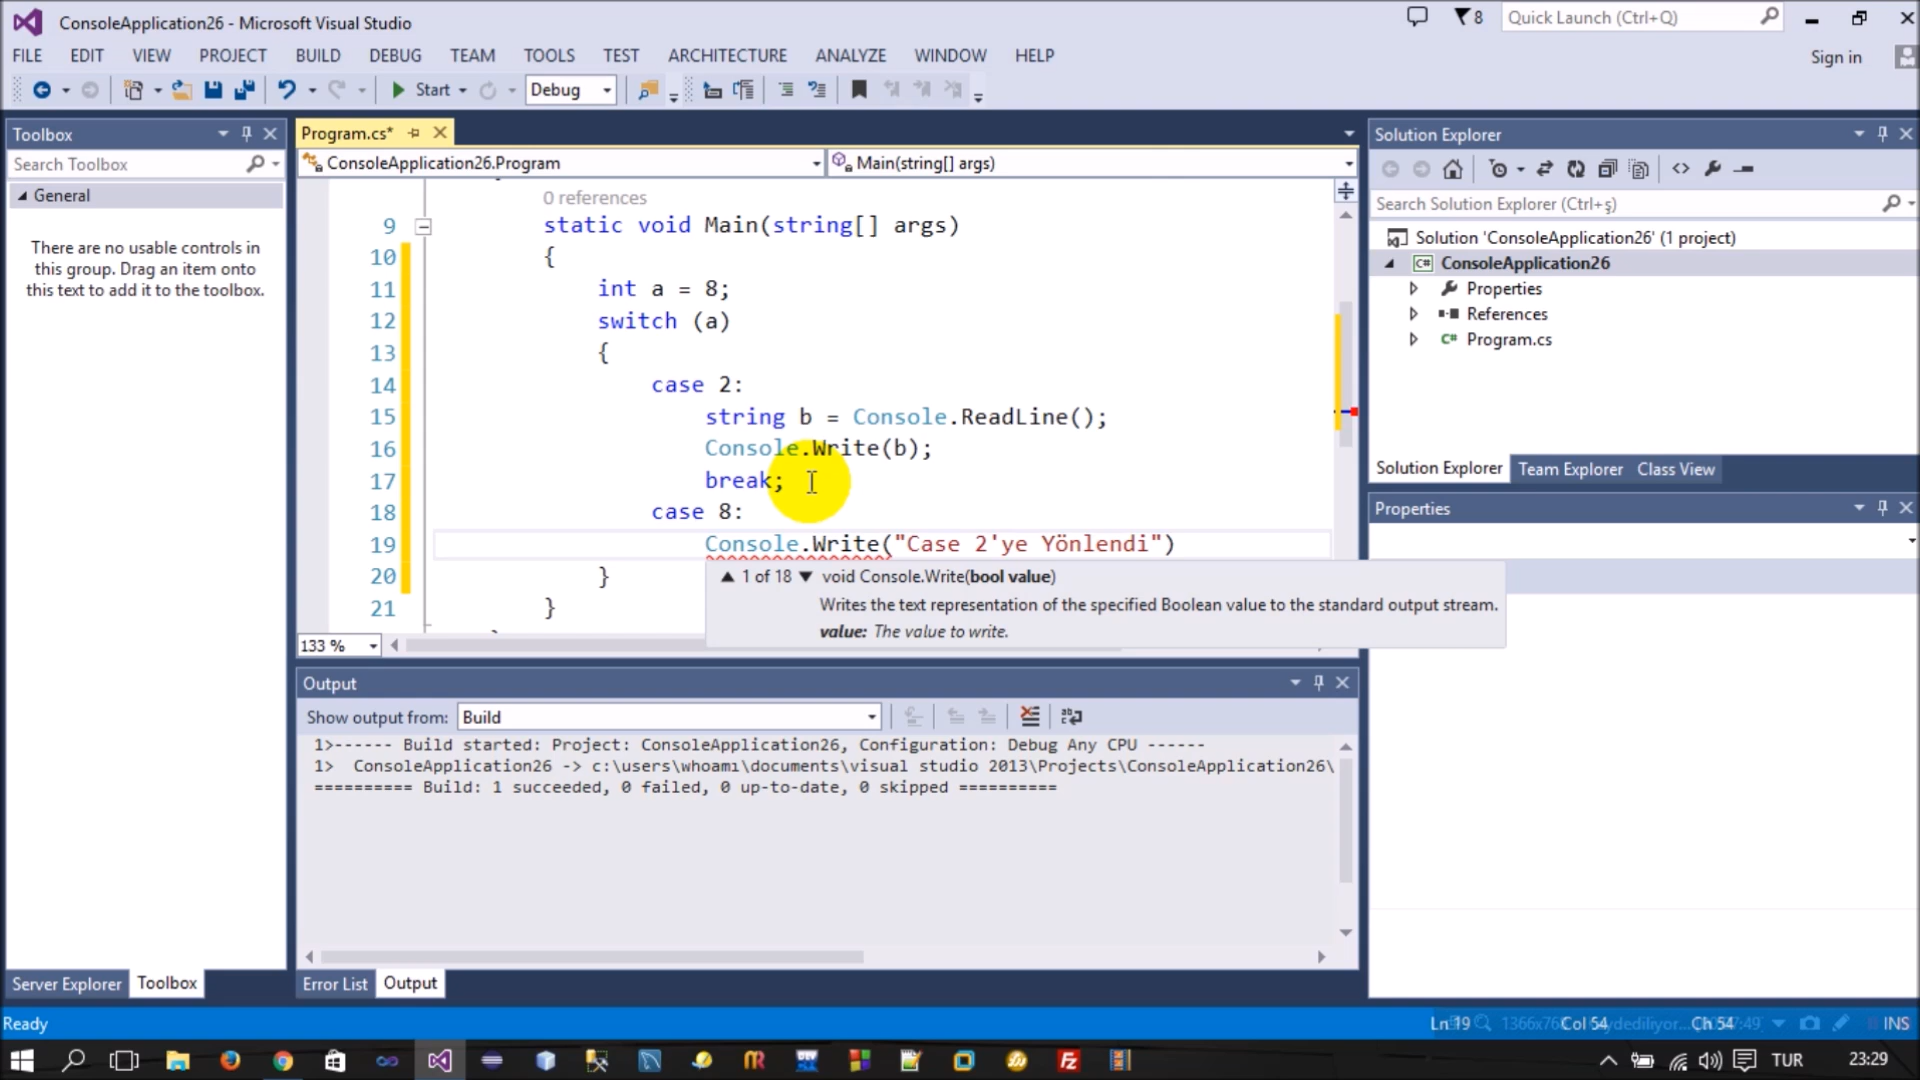 ConsoleApplication26 - Microsoft Visual Studio
8
Quick Launch (Ctrl+Q)
FILE EDIT VIEW PROJECT BUILD DEBUG TEAM TOOLS TEST ARCHITECTURE ANALYZE WINDOW HELP
Sign in
Start
Debug
Toolbox
Search Toolbox
General
There are no usable controls in
this group. Drag an item onto
this text to add it to the toolbox.
Server Explorer
Toolbox
Program.cs*
ConsoleApplication26.Program
Main(string[] args)
0 references
9 static void Main(string[] args)
10 {
11 int a = 8;
12 switch (a)
13 {
14 case 2:
15 string b = Console.ReadLine();
16 Console.Write(b);
17 break;
18 case 8:
19 Console.Write("Case 2'ye Yönlendi")
20 }
21 }
1 of 18 void Console.Write(bool value)
Writes the text representation of the specified Boolean value to the standard output stream.
value: The value to write.
133 %
Output
Show output from: Build
1>------ Build started: Project: ConsoleApplication26, Configuration: Debug Any CPU ------
1> ConsoleApplication26 -> c:\users\whoamı\documents\visual studio 2013\Projects\ConsoleApplication26\
========== Build: 1 succeeded, 0 failed, 0 up-to-date, 0 skipped ==========
Error List
Output
Solution Explorer
Search Solution Explorer (Ctrl+ş)
Solution 'ConsoleApplication26' (1 project)
C# ConsoleApplication26
Properties
References
C# Program.cs
Solution Explorer
Team Explorer
Class View
Properties
Ready
Ln 19
Col 54
Ch 54
INS
TUR
23:29